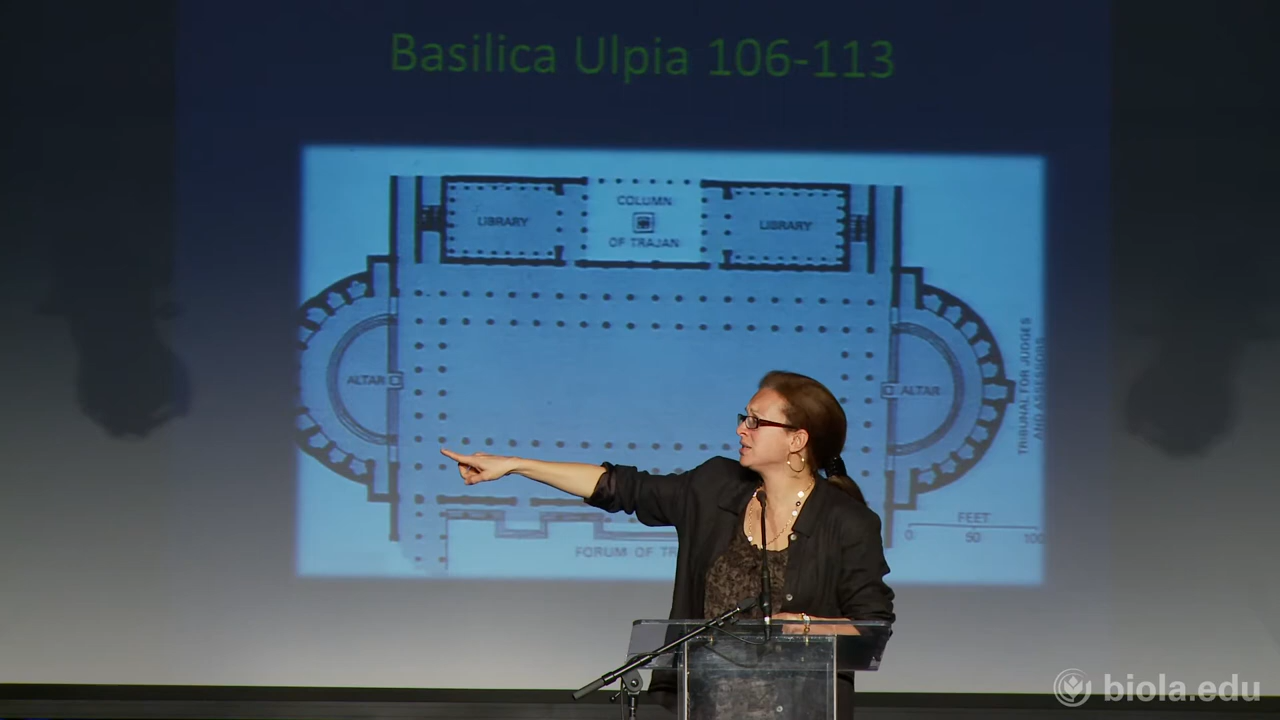 Basilica Ulpia 106-113
LIBRARY
COLUMN
OF TRAJAN
LIBRARY
ALTAR
ALTAR
TRIBUNAL FOR JUDGES
AND ASSESSORS
FEET
0 50 100
FORUM OF TR
biola.edu